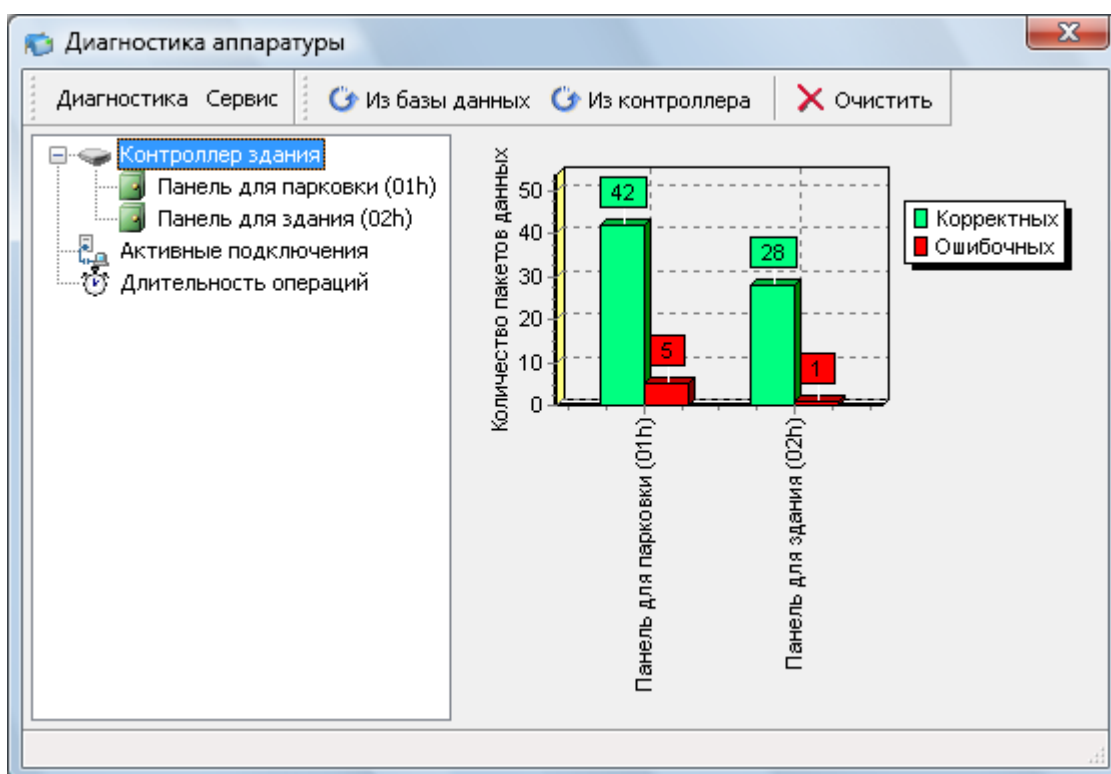 Диагностика аппаратуры
Диагностика Сервис Из базы данных Из контроллера Очистить
Контроллер здания
Панель для парковки (01h)
Панель для здания (02h)
Активные подключения
Длительность операций
Количество пакетов данных
50
40
30
20
10
0
42
5
28
1
Панель для парковки (01h)
Панель для здания (02h)
Корректных
Ошибочных